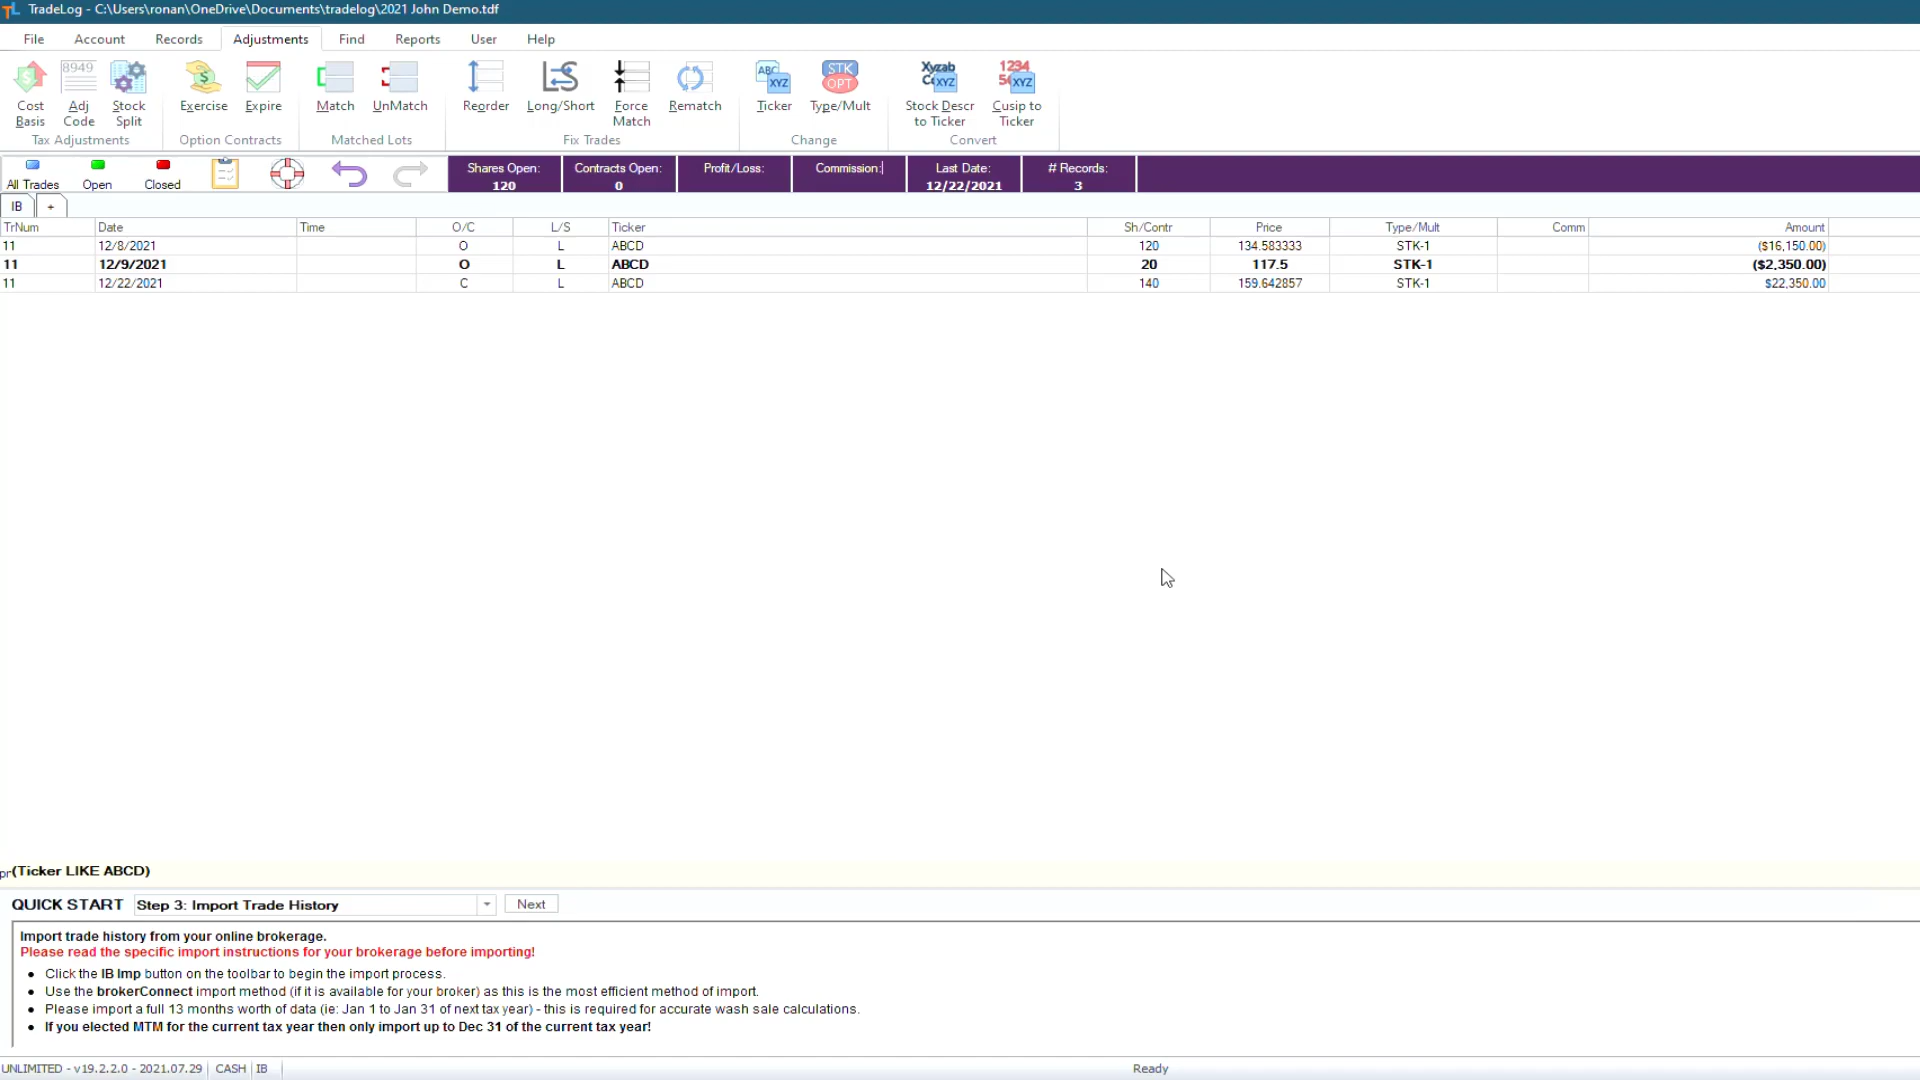 TradeLog - C:\Users\ronan\OneDrive\Documents\tradelog\2021 John Demo.tdf
File Account Records Adjustments Find Reports User Help
8949 ABC XYZ STK OPT Xyzab Co XYZ 1234 XYZ
Cost Basis Adj Code Stock Split Exercise Expire Match UnMatch Reorder Long/Short Force Match Rematch Ticker Type/Mult Stock Descr to Ticker Cusip to Ticker
Tax Adjustments Option Contracts Matched Lots Fix Trades Change Convert
All Trades Open Closed Shares Open: Contracts Open: Profit/Loss: Commission: Last Date: # Records:
120 0 12/22/2021 3
IB +
TrNum Date Time O/C L/S Ticker Sh/Contr Price Type/Mult Comm Amount
11 12/8/2021 O L ABCD 120 134.583333 STK-1 ($16,150.00)
11 12/9/2021 O L ABCD 20 117.5 STK-1 ($2,350.00)
11 12/22/2021 C L ABCD 140 159.642857 STK-1 $22,350.00
pr(Ticker LIKE ABCD)
QUICK START Step 3: Import Trade History Next
Import trade history from your online brokerage.
Please read the specific import instructions for your brokerage before importing!
• Click the IB Imp button on the toolbar to begin the import process.
• Use the brokerConnect import method (if it is available for your broker) as this is the most efficient method of import.
• Please import a full 13 months worth of data (ie: Jan 1 to Jan 31 of next tax year) - this is required for accurate wash sale calculations.
• If you elected MTM for the current tax year then only import up to Dec 31 of the current tax year!
UNLIMITED - v19.2.2.0 - 2021.07.29 CASH IB Ready